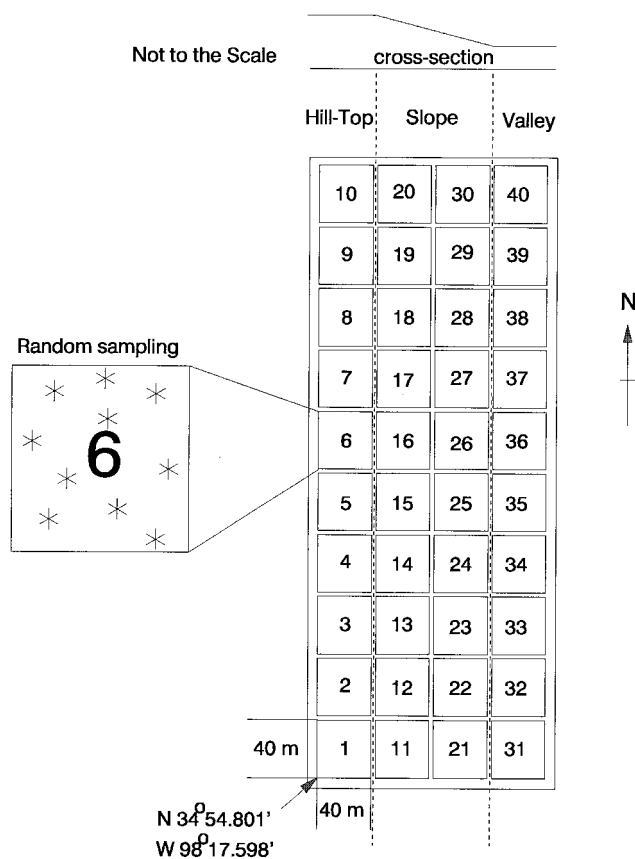 Not to the Scale
cross-section
Hill-Top Slope Valley
10 20 30 40
9 19 29 39
N
8 18 28 38
Random sampling
7 17 27 37
6
6 16 26 36
5 15 25 35
4 14 24 34
3 13 23 33
2 12 22 32
40 m 1 11 21 31
40 m
N 34° 54.801'
W 98° 17.598'